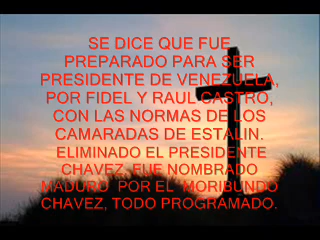 SE DICE QUE FUE
PREPARADO PARA SER
PRESIDENTE DE VENEZUELA,
POR FIDEL Y RAUL CASTRO,
CON LAS NORMAS DE LOS
CAMARADAS DE ESTALIN.
ELIMINADO EL PRESIDENTE
CHAVEZ, FUE NOMBRADO
MADURO POR EL MORIBUNDO
CHAVEZ, TODO PROGRAMADO.